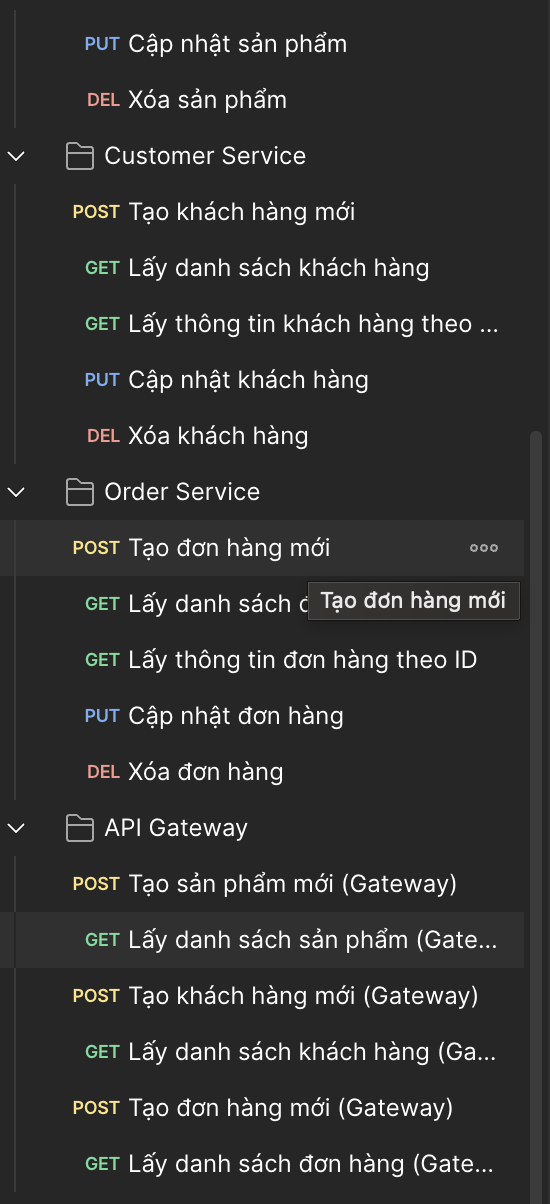 PUT Cập nhật sản phẩm
DEL Xóa sản phẩm
Customer Service
POST Tạo khách hàng mới
GET Lấy danh sách khách hàng
GET Lấy thông tin khách hàng theo ...
PUT Cập nhật khách hàng
DEL Xóa khách hàng
Order Service
POST Tạo đơn hàng mới
GET Lấy danh sách
Tạo đơn hàng mới
GET Lấy thông tin đơn hàng theo ID
PUT Cập nhật đơn hàng
DEL Xóa đơn hàng
API Gateway
POST Tạo sản phẩm mới (Gateway)
GET Lấy danh sách sản phẩm (Gate...
POST Tạo khách hàng mới (Gateway)
GET Lấy danh sách khách hàng (Ga...
POST Tạo đơn hàng mới (Gateway)
GET Lấy danh sách đơn hàng (Gate...